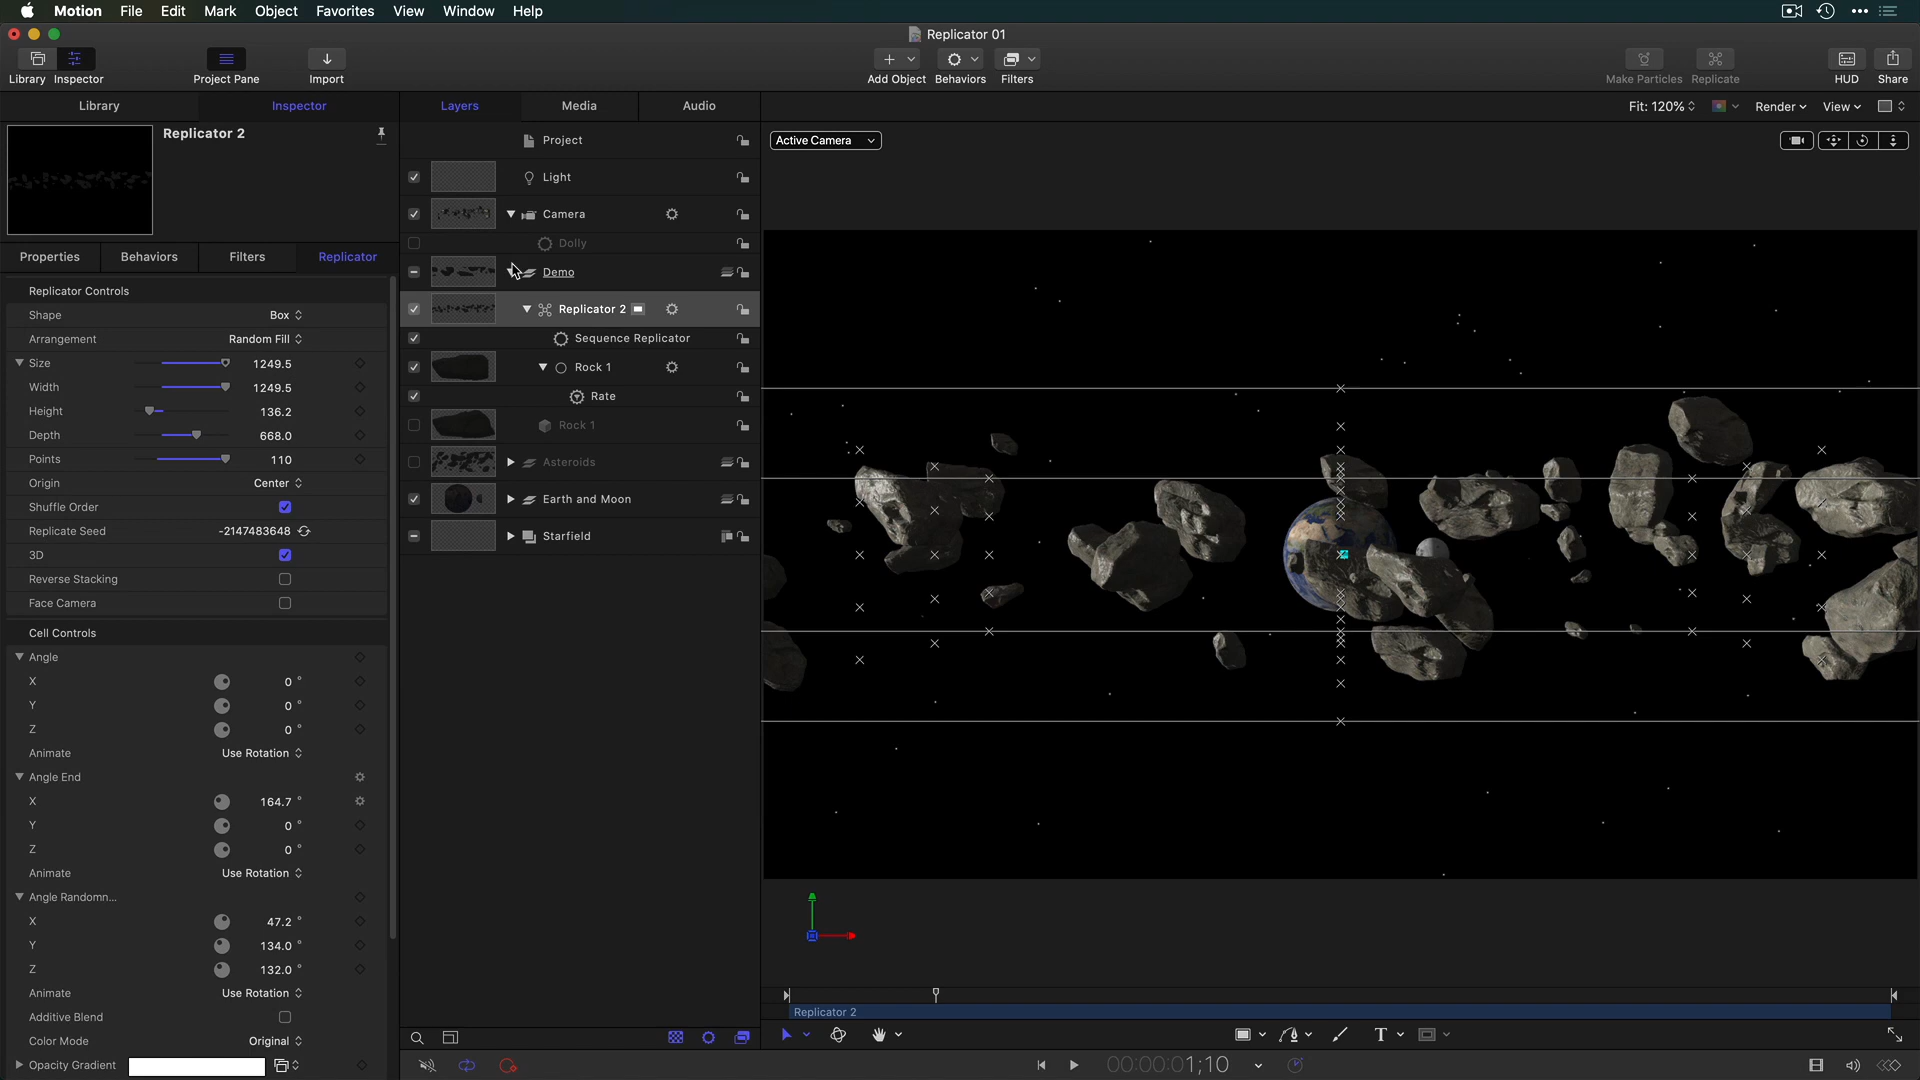 Motion File Edit Mark Object Favorites View Window Help
Replicator 01
Library Inspector Project Pane Import Add Object Behaviors Filters Make Particles Replicate HUD Share
Library Inspector Layers Media Audio Fit: 120% Render View
Replicator 2
Properties Behaviors Filters Replicator
Replicator Controls
Shape Box
Arrangement Random Fill
Size 1249.5
Width 1249.5
Height 136.2
Depth 668.0
Points 110
Origin Center
Shuffle Order
Replicate Seed -2147483648
3D
Reverse Stacking
Face Camera
Cell Controls
Angle
X 0 °
Y 0 °
Z 0 °
Animate Use Rotation
Angle End
X 164.7 °
Y 0 °
Z 0 °
Animate Use Rotation
Angle Randomn...
X 47.2 °
Y 134.0 °
Z 132.0 °
Animate Use Rotation
Additive Blend
Color Mode Original
Opacity Gradient
Project
Light
Camera
Dolly
Demo
Replicator 2
Sequence Replicator
Rock 1
Rate
Rock 1
Asteroids
Earth and Moon
Starfield
Active Camera
Replicator 2
T
00:00:01;10